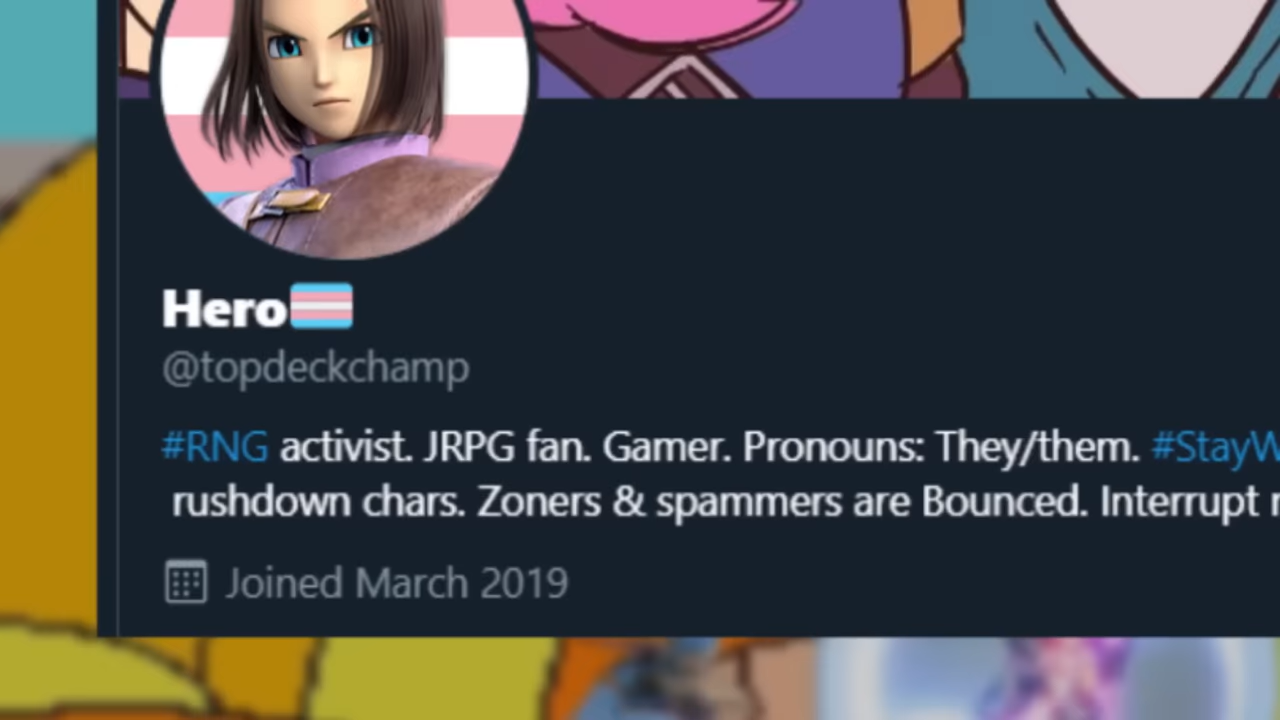 Hero
@topdeckchamp
#RNG activist. JRPG fan. Gamer. Pronouns: They/them.
rushdown chars. Zoners & spammers are Bounced. Interrupt
Joined March 2019